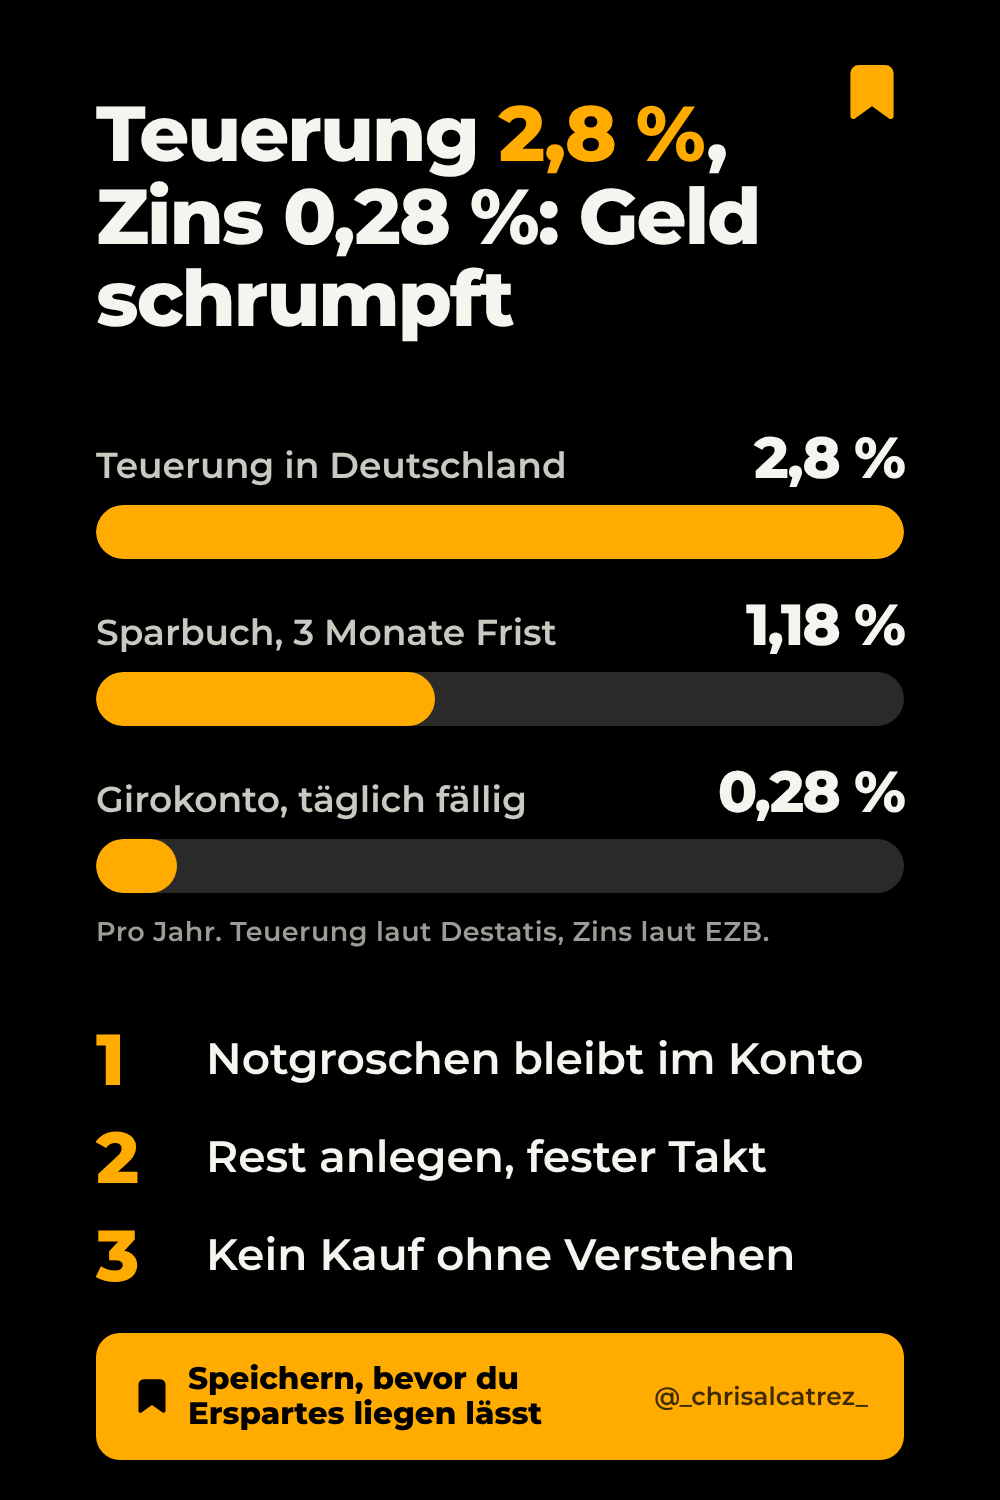 Teuerung 2,8 %,
Zins 0,28 %: Geld
schrumpft
Teuerung in Deutschland 2,8 %
Sparbuch, 3 Monate Frist 1,18 %
Girokonto, täglich fällig 0,28 %
Pro Jahr. Teuerung laut Destatis, Zins laut EZB.
1 Notgroschen bleibt im Konto
2 Rest anlegen, fester Takt
3 Kein Kauf ohne Verstehen
Speichern, bevor du
Erspartes liegen lässt
@_chrisalcatrez_